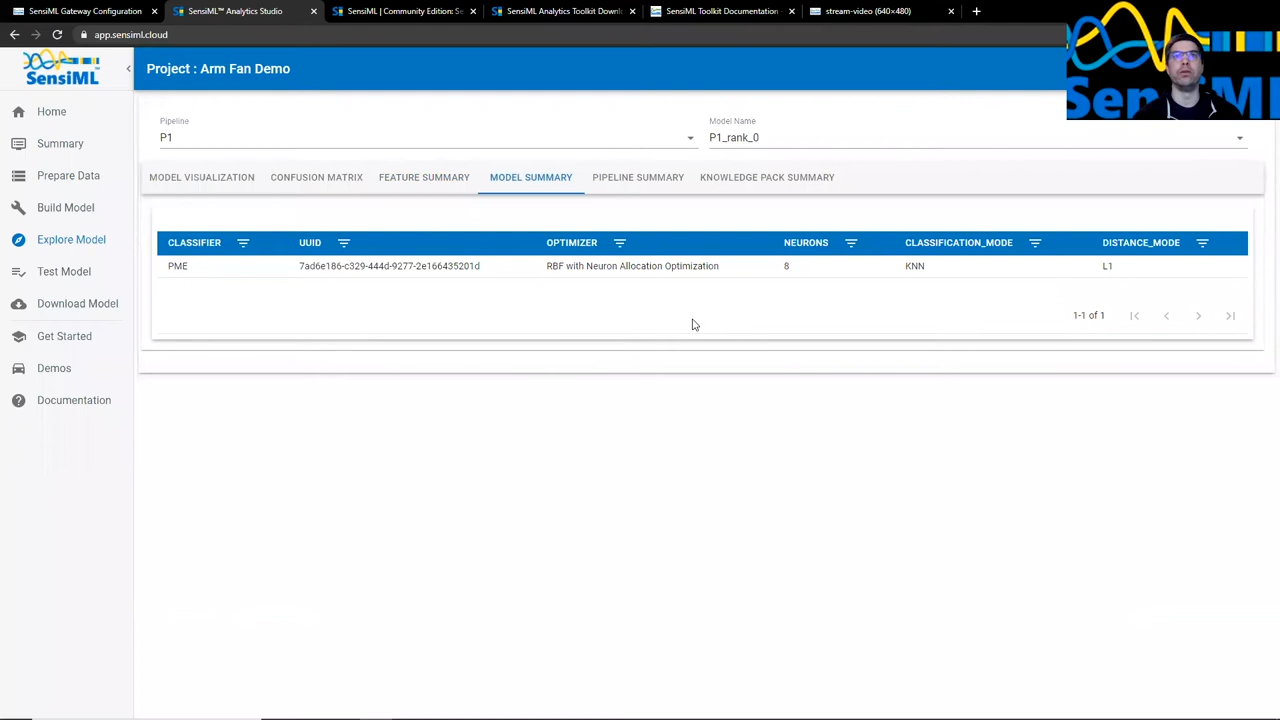 SensiML Gateway Configuration
SensiML™ Analytics Studio
SensiML | Community Edition: Se
SensiML Analytics Toolkit Downl
SensiML Toolkit Documentation -
stream-video (640×480)
app.sensiml.cloud
SensiML
Project : Arm Fan Demo
SensiML
Home
Summary
Prepare Data
Build Model
Explore Model
Test Model
Download Model
Get Started
Demos
Documentation
Pipeline
P1
Model Name
P1_rank_0
MODEL VISUALIZATION
CONFUSION MATRIX
FEATURE SUMMARY
MODEL SUMMARY
PIPELINE SUMMARY
KNOWLEDGE PACK SUMMARY
CLASSIFIER UUID OPTIMIZER NEURONS CLASSIFICATION_MODE DISTANCE_MODE
PME 7ad6e186-c329-444d-9277-2e166435201d RBF with Neuron Allocation Optimization 8 KNN L1
1-1 of 1